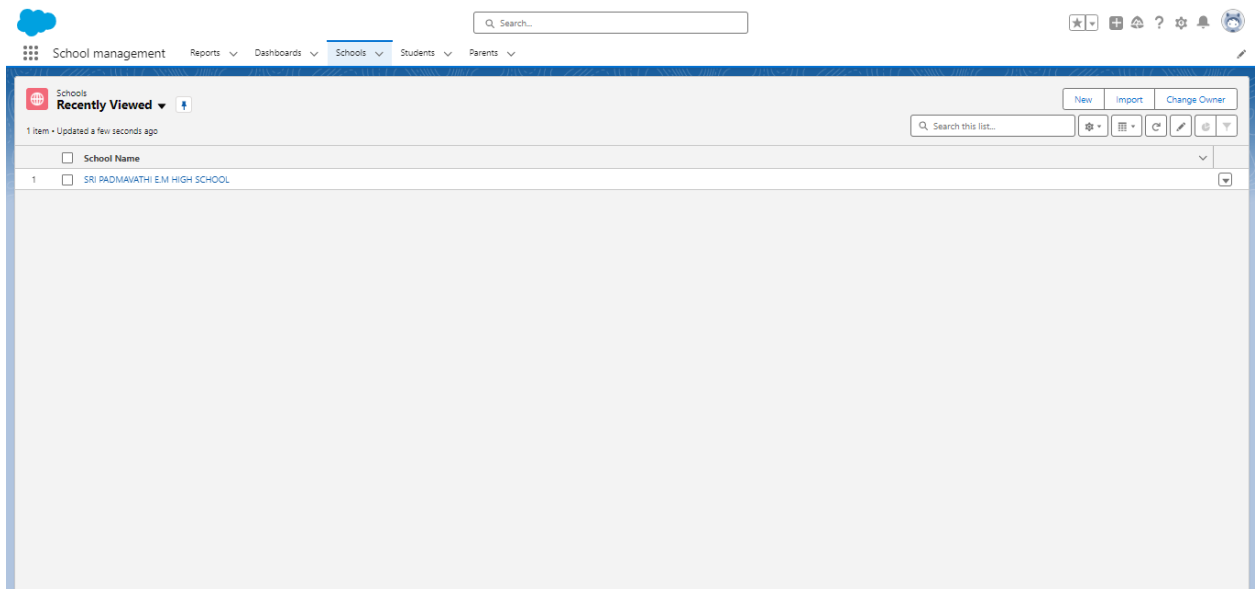 Search...
School management Reports Dashboards Schools Students Parents
Schools
Recently Viewed
New Import Change Owner
1 item • Updated a few seconds ago
Search this list...
School Name
1 SRI PADMAVATHI E.M HIGH SCHOOL